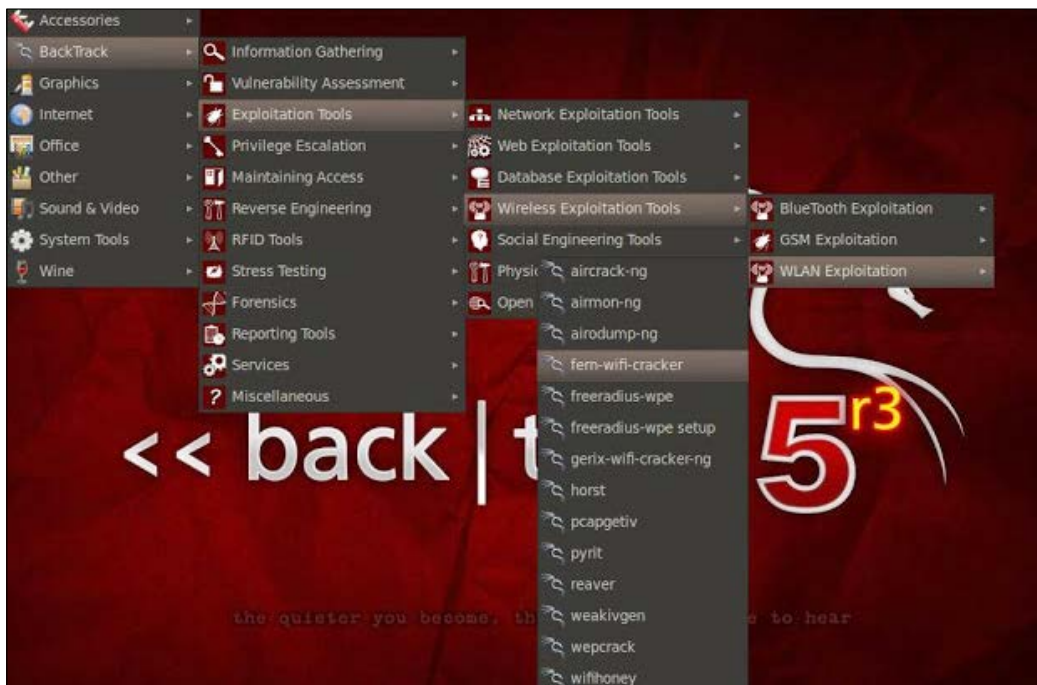 Accessories
BackTrack
Graphics
Internet
Office
Other
Sound & Video
System Tools
Wine
Information Gathering
Vulnerability Assessment
Exploitation Tools
Privilege Escalation
Maintaining Access
Reverse Engineering
RFID Tools
Stress Testing
Forensics
Reporting Tools
Services
Miscellaneous
Network Exploitation Tools
Web Exploitation Tools
Database Exploitation Tools
Wireless Exploitation Tools
Social Engineering Tools
Physic
Open
BlueTooth Exploitation
GSM Exploitation
WLAN Exploitation
aircrack-ng
airmon-ng
airodump-ng
fern-wifi-cracker
freeradius-wpe
freeradius-wpe setup
gerix-wifi-cracker-ng
horst
pcapgetiv
pyrit
reaver
weakivgen
wepcrack
wifihoney
<< back | t 5 r3
the quieter you become, th e to hear